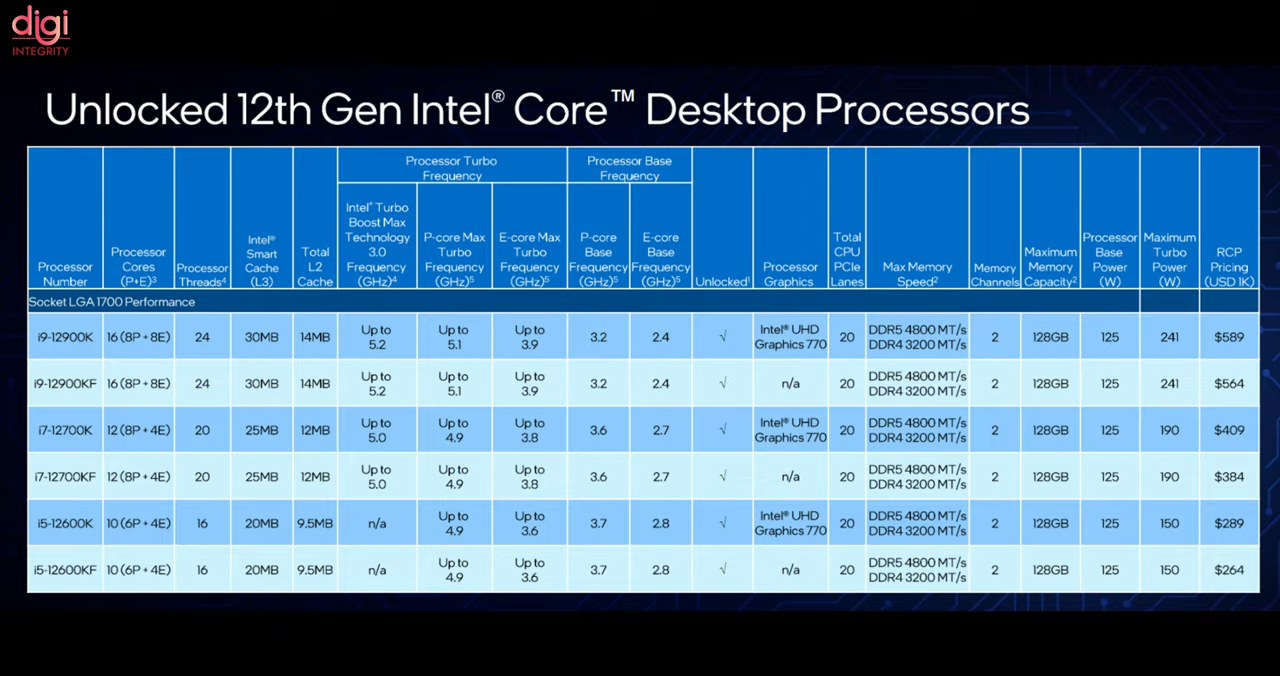 digi
INTEGRITY
Unlocked 12th Gen Intel® Core™ Desktop Processors
Processor Number
Processor Cores (P+E)³
Processor Threads⁴
Intel® Smart Cache (L3)
Total L2 Cache
Processor Turbo Frequency
Intel® Turbo Boost Max Technology 3.0 Frequency (GHz)⁴
P-core Max Turbo Frequency (GHz)⁵
E-core Max Turbo Frequency (GHz)⁵
Processor Base Frequency
P-core Base Frequency (GHz)⁵
E-core Base Frequency (GHz)⁵
Unlocked¹
Processor Graphics
Total CPU PCIe Lanes
Max Memory Speed²
Memory Channels
Maximum Memory Capacity²
Processor Base Power (W)
Maximum Turbo Power (W)
RCP Pricing (USD 1K)
Socket LGA 1700 Performance
i9-12900K 16 (8P + 8E) 24 30MB 14MB Up to 5.2 Up to 5.1 Up to 3.9 3.2 2.4 √ Intel® UHD Graphics 770 20 DDR5 4800 MT/s DDR4 3200 MT/s 2 128GB 125 241 $589
i9-12900KF 16 (8P + 8E) 24 30MB 14MB Up to 5.2 Up to 5.1 Up to 3.9 3.2 2.4 √ n/a 20 DDR5 4800 MT/s DDR4 3200 MT/s 2 128GB 125 241 $564
i7-12700K 12 (8P + 4E) 20 25MB 12MB Up to 5.0 Up to 4.9 Up to 3.8 3.6 2.7 √ Intel® UHD Graphics 770 20 DDR5 4800 MT/s DDR4 3200 MT/s 2 128GB 125 190 $409
i7-12700KF 12 (8P + 4E) 20 25MB 12MB Up to 5.0 Up to 4.9 Up to 3.8 3.6 2.7 √ n/a 20 DDR5 4800 MT/s DDR4 3200 MT/s 2 128GB 125 190 $384
i5-12600K 10 (6P + 4E) 16 20MB 9.5MB n/a Up to 4.9 Up to 3.6 3.7 2.8 √ Intel® UHD Graphics 770 20 DDR5 4800 MT/s DDR4 3200 MT/s 2 128GB 125 150 $289
i5-12600KF 10 (6P + 4E) 16 20MB 9.5MB n/a Up to 4.9 Up to 3.6 3.7 2.8 √ n/a 20 DDR5 4800 MT/s DDR4 3200 MT/s 2 128GB 125 150 $264